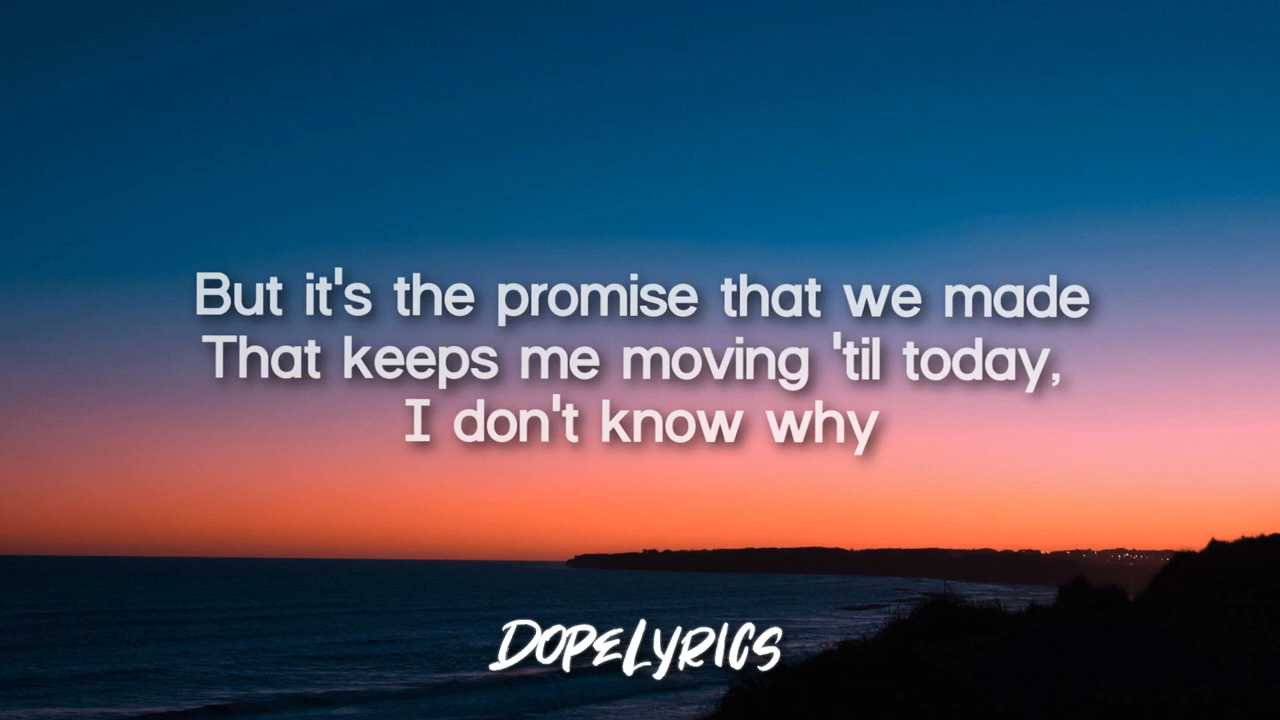 But it's the promise that we made
That keeps me moving 'til today,
I don't know why
DOPELYRICS